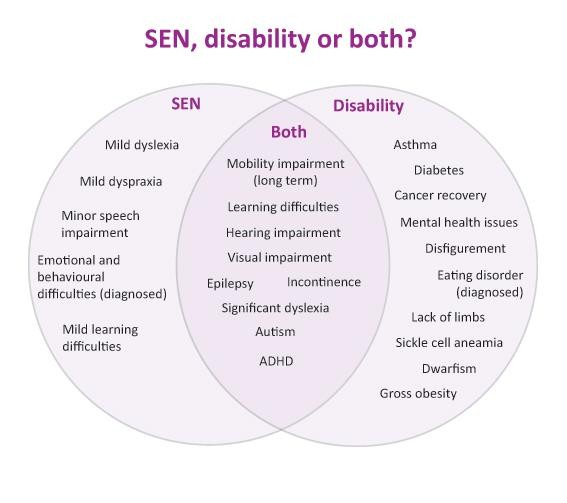 SEN, disability or both?
SEN
Mild dyslexia
Mild dyspraxia
Minor speech
impairment
Emotional and
behavioural
difficulties (diagnosed)
Mild learning
difficulties
Both
Mobility impairment
(long term)
Learning difficulties
Hearing impairment
Visual impairment
Epilepsy
Incontinence
Significant dyslexia
Autism
ADHD
Disability
Asthma
Diabetes
Cancer recovery
Mental health issues
Disfigurement
Eating disorder
(diagnosed)
Lack of limbs
Sickle cell aneamia
Dwarfism
Gross obesity